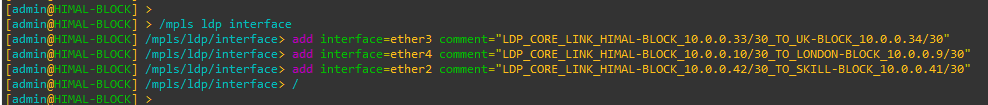 [admin@HIMAL-BLOCK] >
[admin@HIMAL-BLOCK] > /mpls ldp interface
[admin@HIMAL-BLOCK] /mpls/ldp/interface> add interface=ether3 comment="LDP_CORE_LINK_HIMAL-BLOCK_10.0.0.33/30_TO_UK-BLOCK_10.0.0.34/30"
[admin@HIMAL-BLOCK] /mpls/ldp/interface> add interface=ether4 comment="LDP_CORE_LINK_HIMAL-BLOCK_10.0.0.10/30_TO_LONDON-BLOCK_10.0.0.9/30"
[admin@HIMAL-BLOCK] /mpls/ldp/interface> add interface=ether2 comment="LDP_CORE_LINK_HIMAL-BLOCK_10.0.0.42/30_TO_SKILL-BLOCK_10.0.0.41/30"
[admin@HIMAL-BLOCK] /mpls/ldp/interface> /
[admin@HIMAL-BLOCK] >